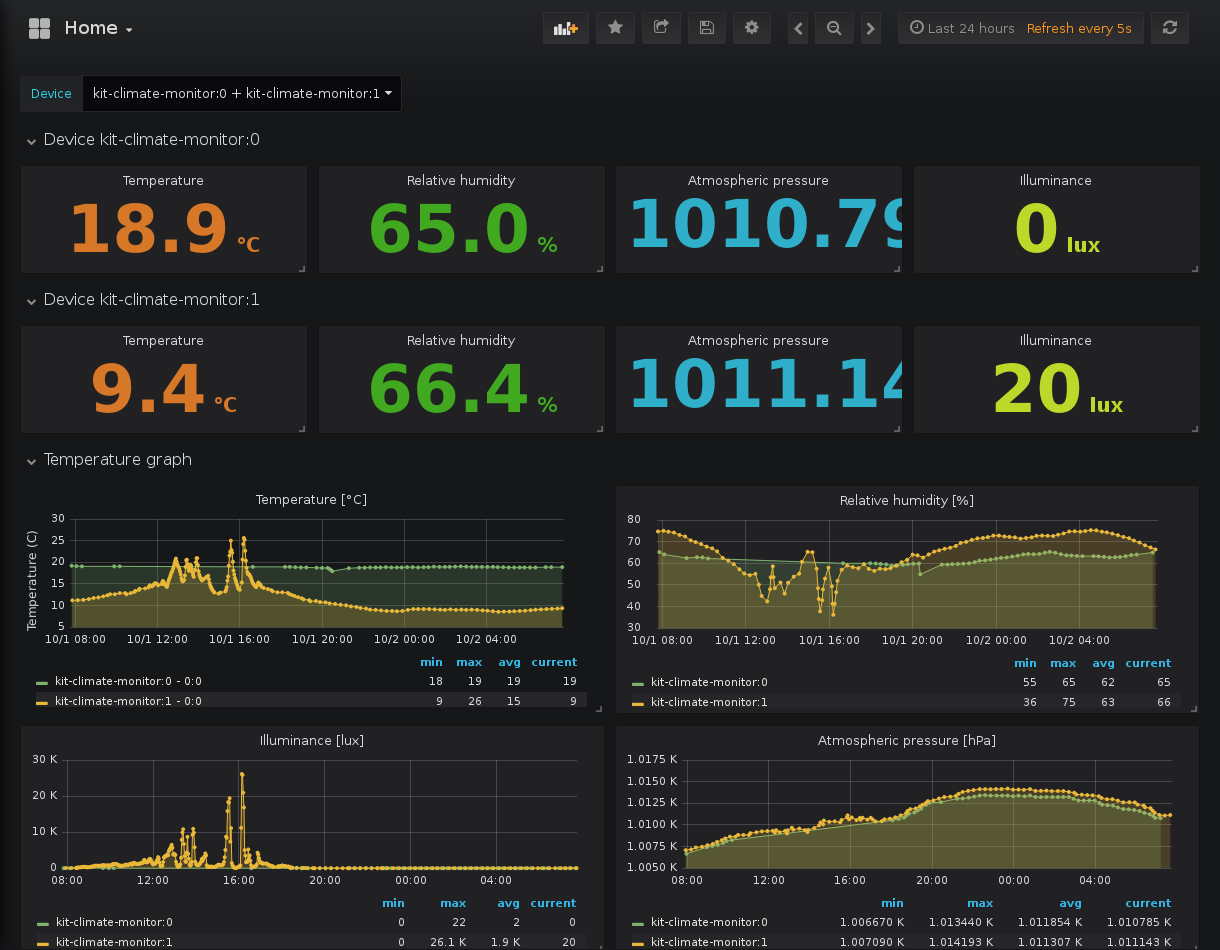 Home
Last 24 hours Refresh every 5s
Device kit-climate-monitor:0 + kit-climate-monitor:1
Device kit-climate-monitor:0
Temperature Relative humidity Atmospheric pressure Illuminance
18.9 °C 65.0 % 1010.79 0 lux
Device kit-climate-monitor:1
Temperature Relative humidity Atmospheric pressure Illuminance
9.4 °C 66.4 % 1011.14 20 lux
Temperature graph
Temperature [°C]
Temperature (C)
30
25
20
15
10
5
10/1 08:00 10/1 12:00 10/1 16:00 10/1 20:00 10/2 00:00 10/2 04:00
min max avg current
kit-climate-monitor:0 - 0:0 18 19 19 19
kit-climate-monitor:1 - 0:0 9 26 15 9
Relative humidity [%]
80
70
60
50
40
30
10/1 08:00 10/1 12:00 10/1 16:00 10/1 20:00 10/2 00:00 10/2 04:00
min max avg current
kit-climate-monitor:0 55 65 62 65
kit-climate-monitor:1 36 75 63 66
Illuminance [lux]
30 K
20 K
10 K
0
08:00 12:00 16:00 20:00 00:00 04:00
min max avg current
kit-climate-monitor:0 0 22 2 0
kit-climate-monitor:1 0 26.1 K 1.9 K 20
Atmospheric pressure [hPa]
1.0175 K
1.0150 K
1.0125 K
1.0100 K
1.0075 K
1.0050 K
08:00 12:00 16:00 20:00 00:00 04:00
min max avg current
kit-climate-monitor:0 1.006670 K 1.013440 K 1.011854 K 1.010785 K
kit-climate-monitor:1 1.007090 K 1.014193 K 1.011307 K 1.011143 K